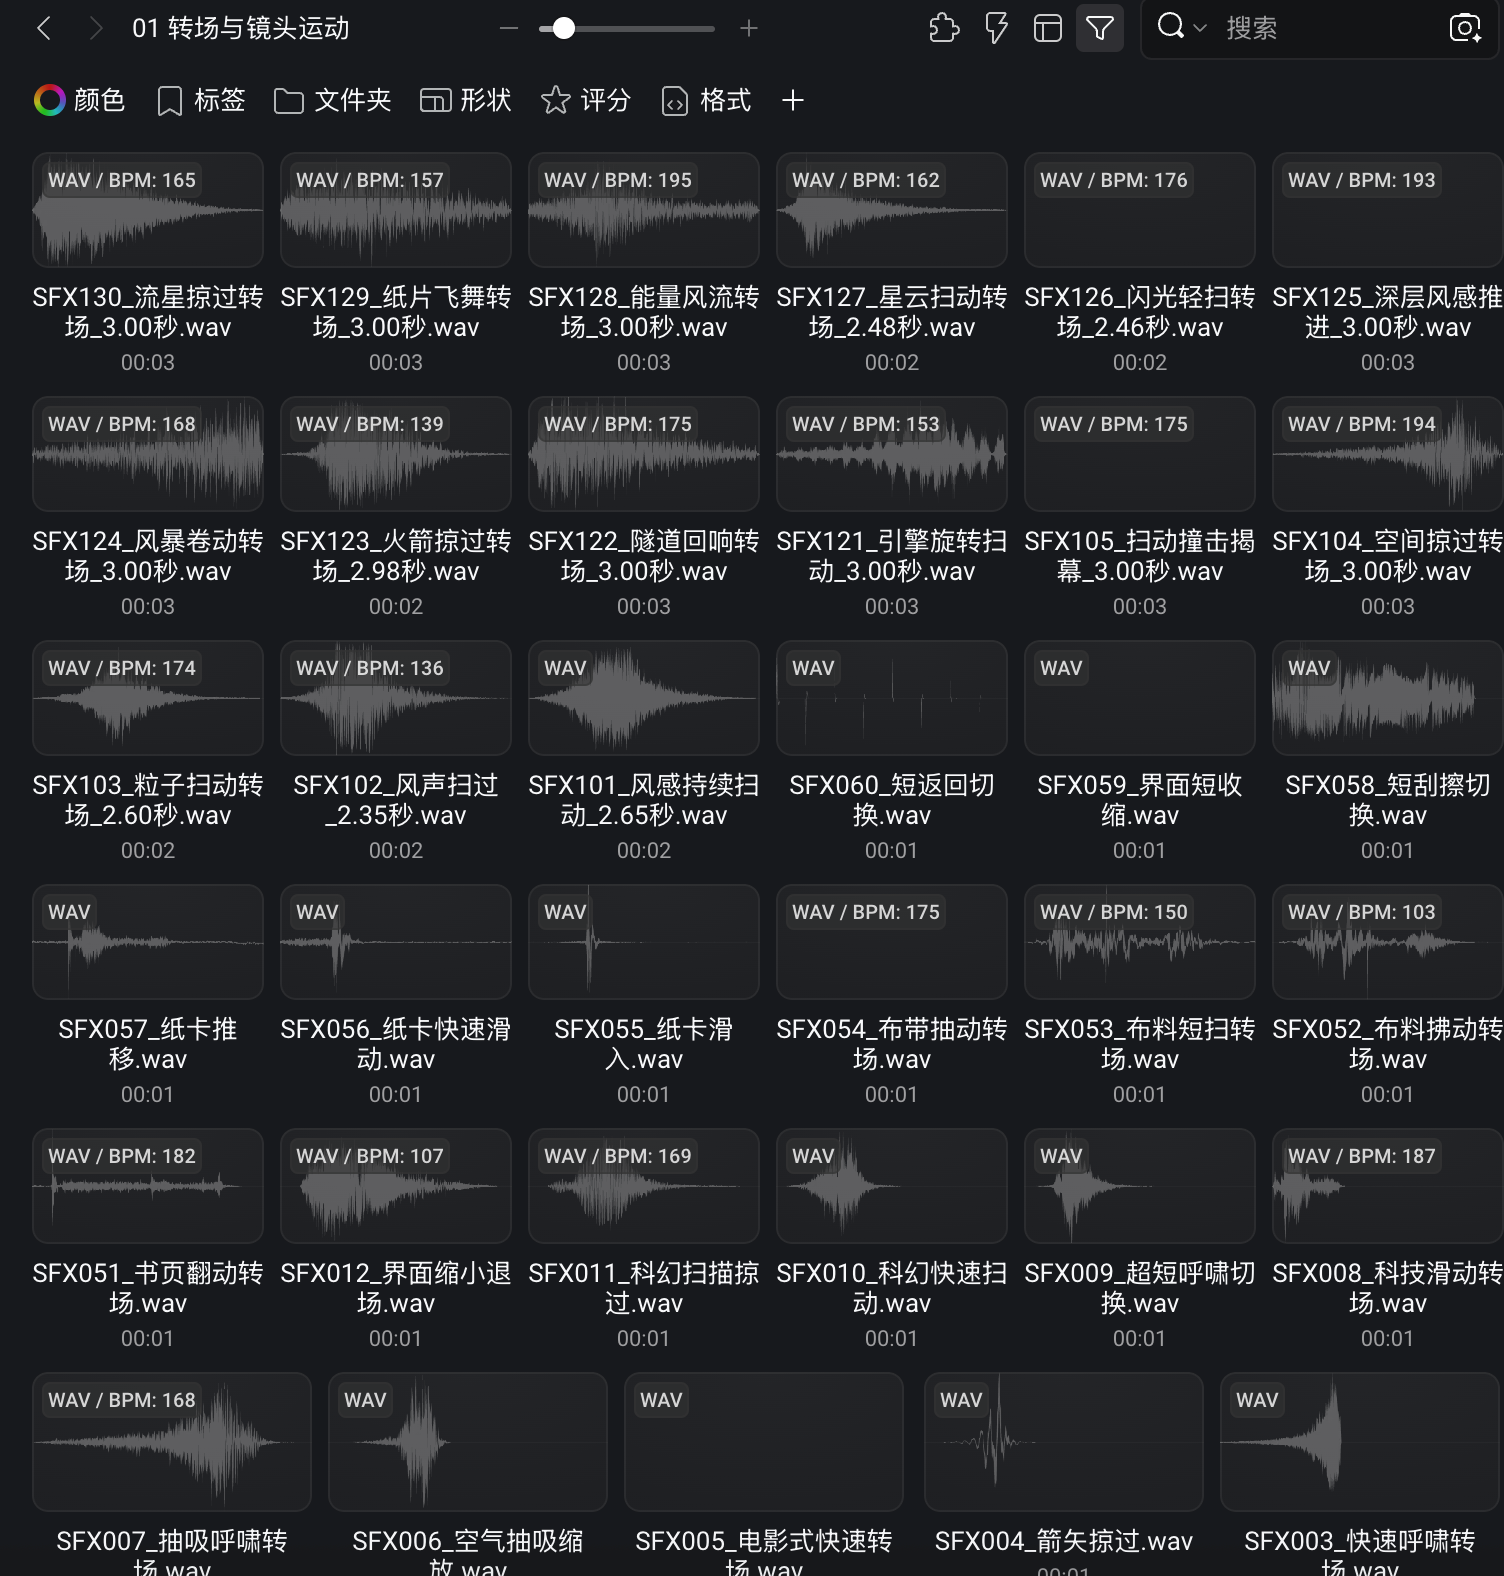 01 转场与镜头运动
搜索
颜色 标签 文件夹 形状 评分 格式
WAV / BPM: 165
WAV / BPM: 157
WAV / BPM: 195
WAV / BPM: 162
WAV / BPM: 176
WAV / BPM: 193
SFX130_流星掠过转
场_3.00秒.wav
00:03
SFX129_纸片飞舞转
场_3.00秒.wav
00:03
SFX128_能量风流转
场_3.00秒.wav
00:03
SFX127_星云扫动转
场_2.48秒.wav
00:02
SFX126_闪光轻扫转
场_2.46秒.wav
00:02
SFX125_深层风感推
进_3.00秒.wav
00:03
WAV / BPM: 168
WAV / BPM: 139
WAV / BPM: 175
WAV / BPM: 153
WAV / BPM: 175
WAV / BPM: 194
SFX124_风暴卷动转
场_3.00秒.wav
00:03
SFX123_火箭掠过转
场_2.98秒.wav
00:02
SFX122_隧道回响转
场_3.00秒.wav
00:03
SFX121_引擎旋转扫
动_3.00秒.wav
00:03
SFX105_扫动撞击揭
幕_3.00秒.wav
00:03
SFX104_空间掠过转
场_3.00秒.wav
00:03
WAV / BPM: 174
WAV / BPM: 136
WAV
WAV
WAV
WAV
SFX103_粒子扫动转
场_2.60秒.wav
00:02
SFX102_风声扫过
_2.35秒.wav
00:02
SFX101_风感持续扫
动_2.65秒.wav
00:02
SFX060_短返回切
换.wav
00:01
SFX059_界面短收
缩.wav
00:01
SFX058_短刮擦切
换.wav
00:01
WAV
WAV
WAV
WAV / BPM: 175
WAV / BPM: 150
WAV / BPM: 103
SFX057_纸卡推
移.wav
00:01
SFX056_纸卡快速滑
动.wav
00:01
SFX055_纸卡滑
入.wav
00:01
SFX054_布带抽动转
场.wav
00:01
SFX053_布料短扫转
场.wav
00:01
SFX052_布料拂动转
场.wav
00:01
WAV / BPM: 182
WAV / BPM: 107
WAV / BPM: 169
WAV
WAV
WAV / BPM: 187
SFX051_书页翻动转
场.wav
00:01
SFX012_界面缩小退
场.wav
00:01
SFX011_科幻扫描掠
过.wav
00:01
SFX010_科幻快速扫
动.wav
00:01
SFX009_超短呼啸切
换.wav
00:01
SFX008_科技滑动转
场.wav
00:01
WAV / BPM: 168
WAV
WAV
WAV
WAV
SFX007_抽吸呼啸转
场.wav
SFX006_空气抽吸缩
放.wav
SFX005_电影式快速转
场.wav
SFX004_箭矢掠过.wav
00:01
SFX003_快速呼啸转
场.wav